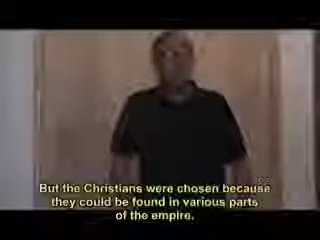 But the Christians were chosen because
they could be found in various parts
of the empire.